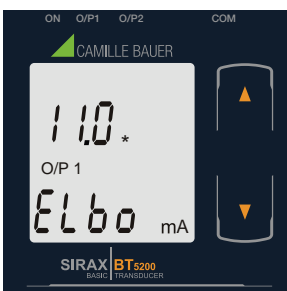 ON O/P1 O/P2 COM
CAMILLE BAUER
11.0 *
O/P 1
ELbo mA
SIRAX BT5200
BASIC TRANSDUCER